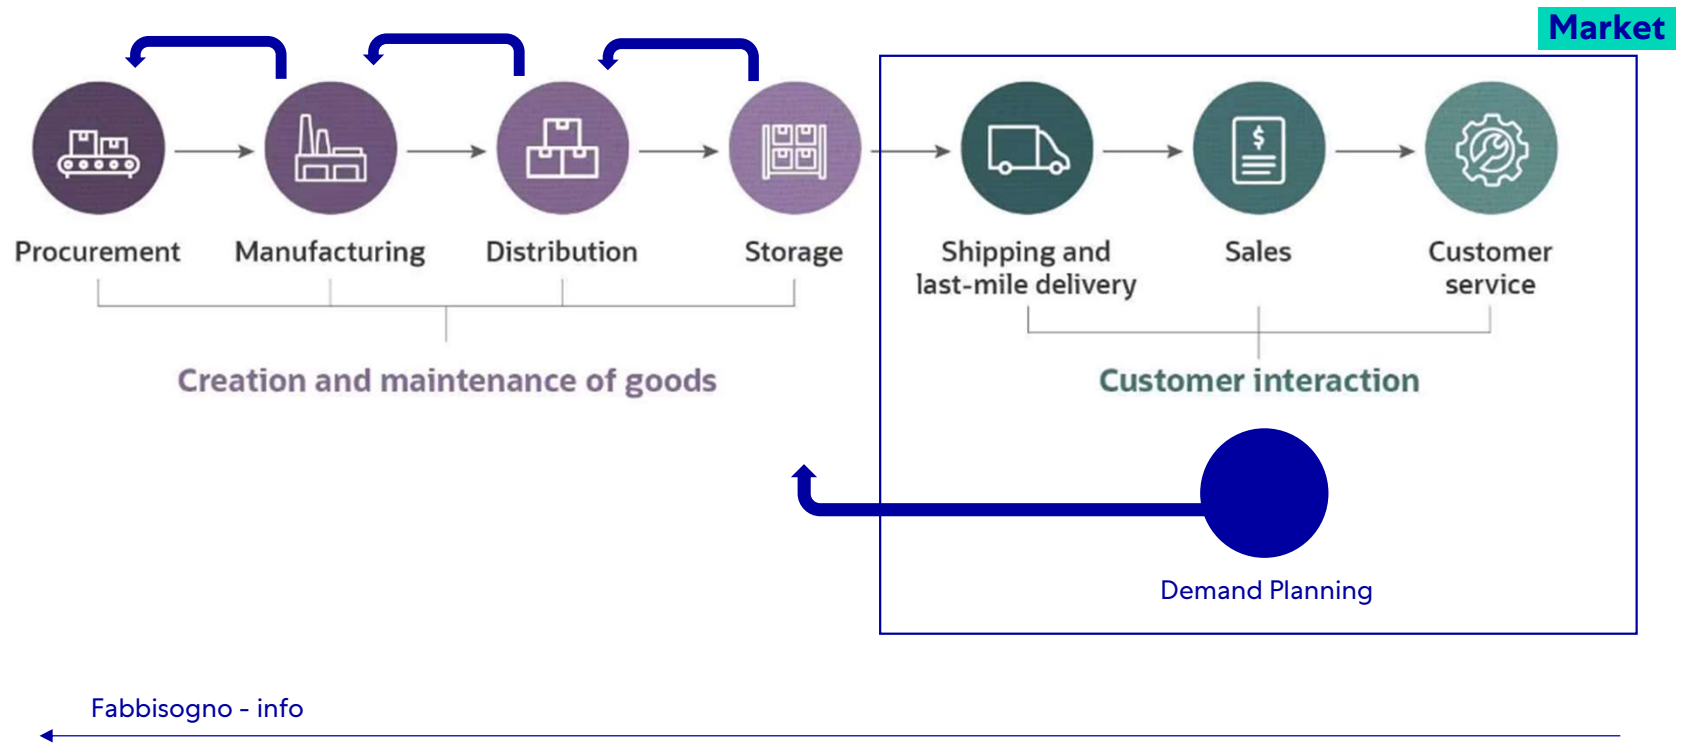 Market
Procurement
Manufacturing
Distribution
Storage
Shipping and
last-mile delivery
Sales
Customer
service
Creation and maintenance of goods
Customer interaction
$
Demand Planning
Fabbisogno - info